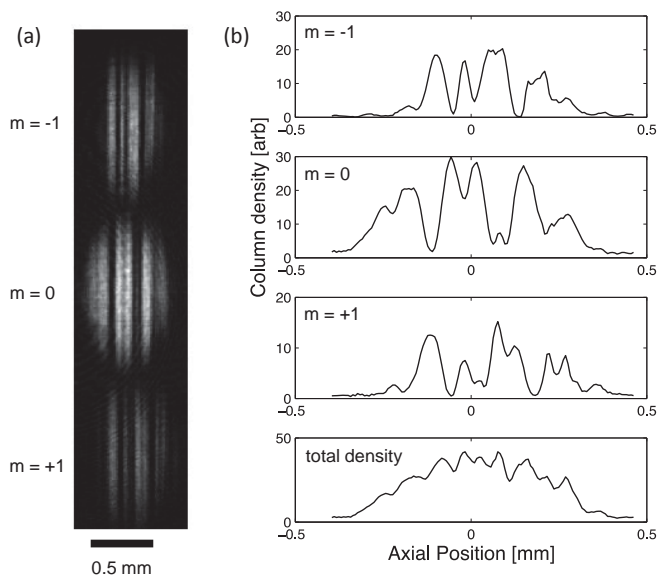 (a)
m = -1
m = 0
m = +1
0.5 mm
(b)
Column density [arb]
m = -1
30
20
10
0
−0.5
0
0.5
m = 0
30
20
10
0
−0.5
0
0.5
m = +1
20
10
0
−0.5
0
0.5
total density
50
0
−0.5
0
0.5
Axial Position [mm]